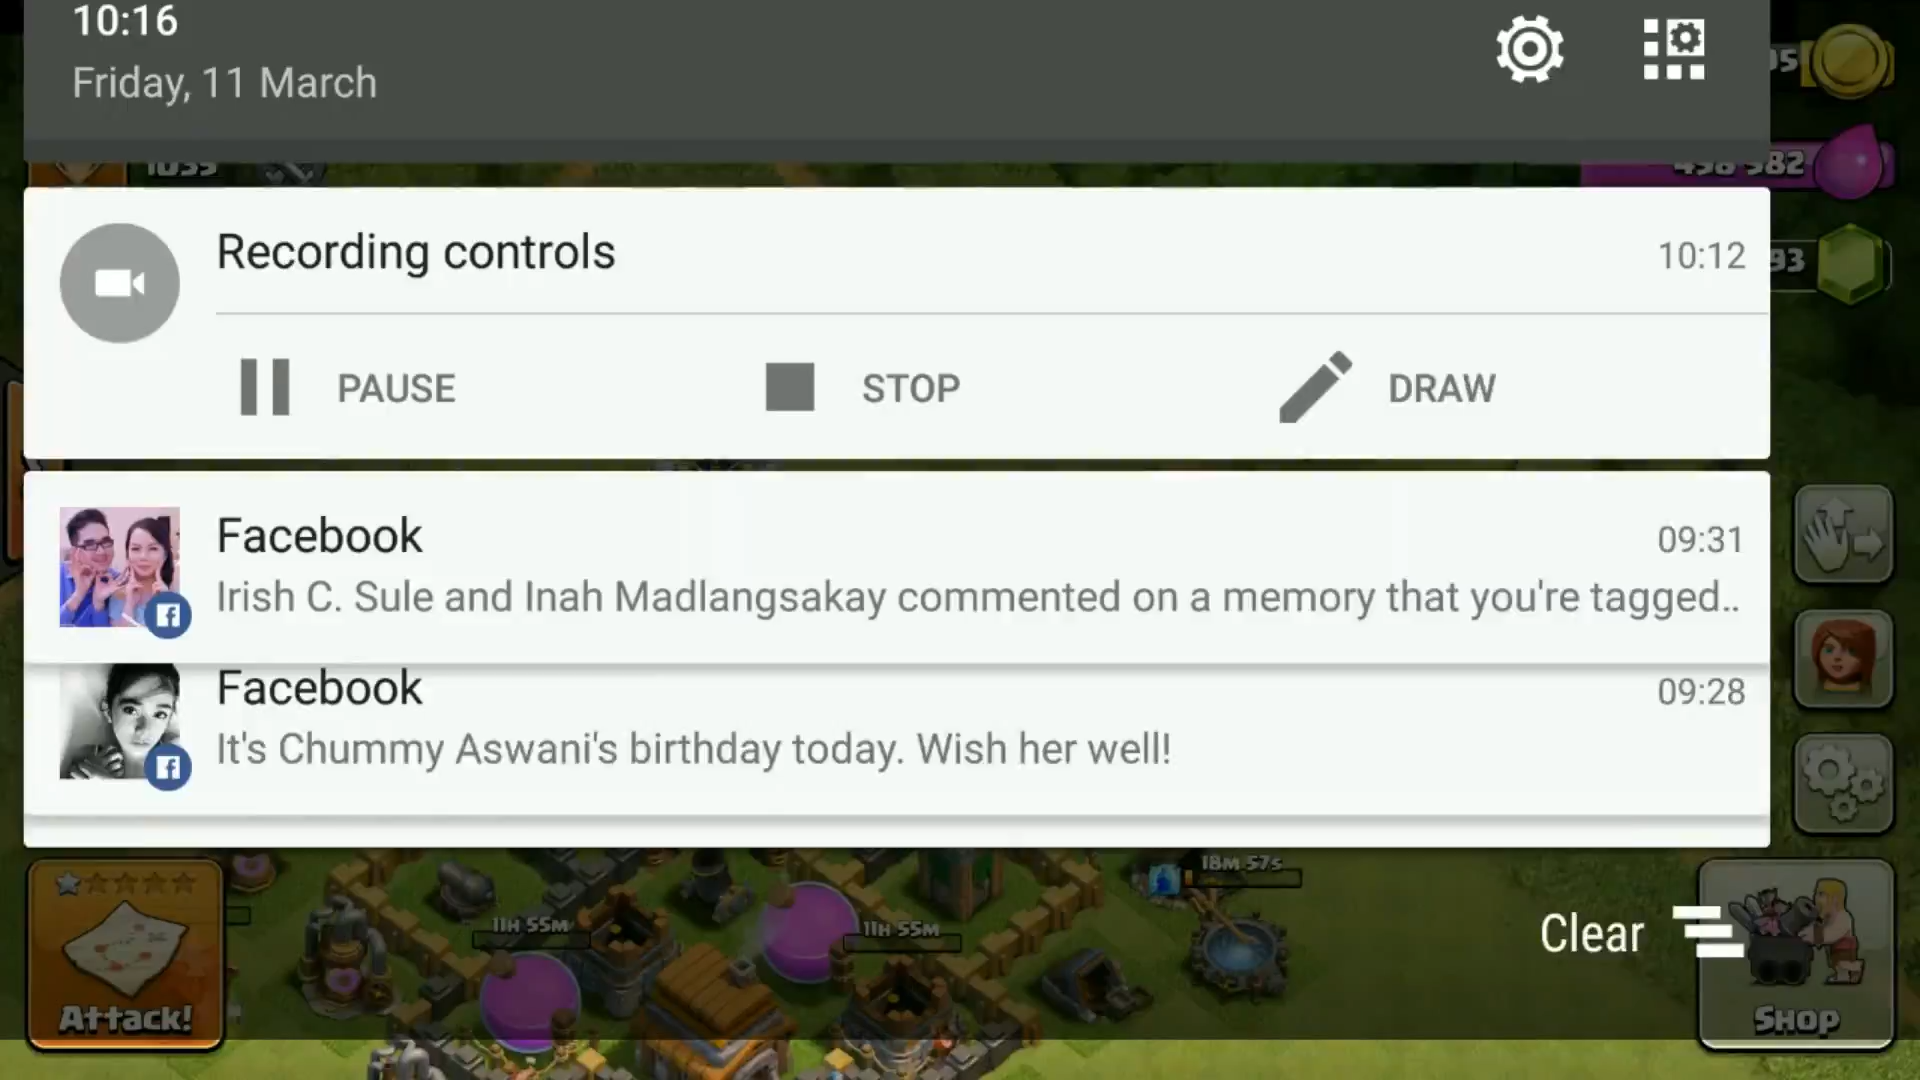 10:16
Friday, 11 March
Recording controls
10:12
PAUSE
STOP
DRAW
Facebook
09:31
Irish C. Sule and Inah Madlangsakay commented on a memory that you're tagged..
Facebook
09:28
It's Chummy Aswani's birthday today. Wish her well!
18M 57s
11H 55M
11H 55M
Clear
Attack!
Shop